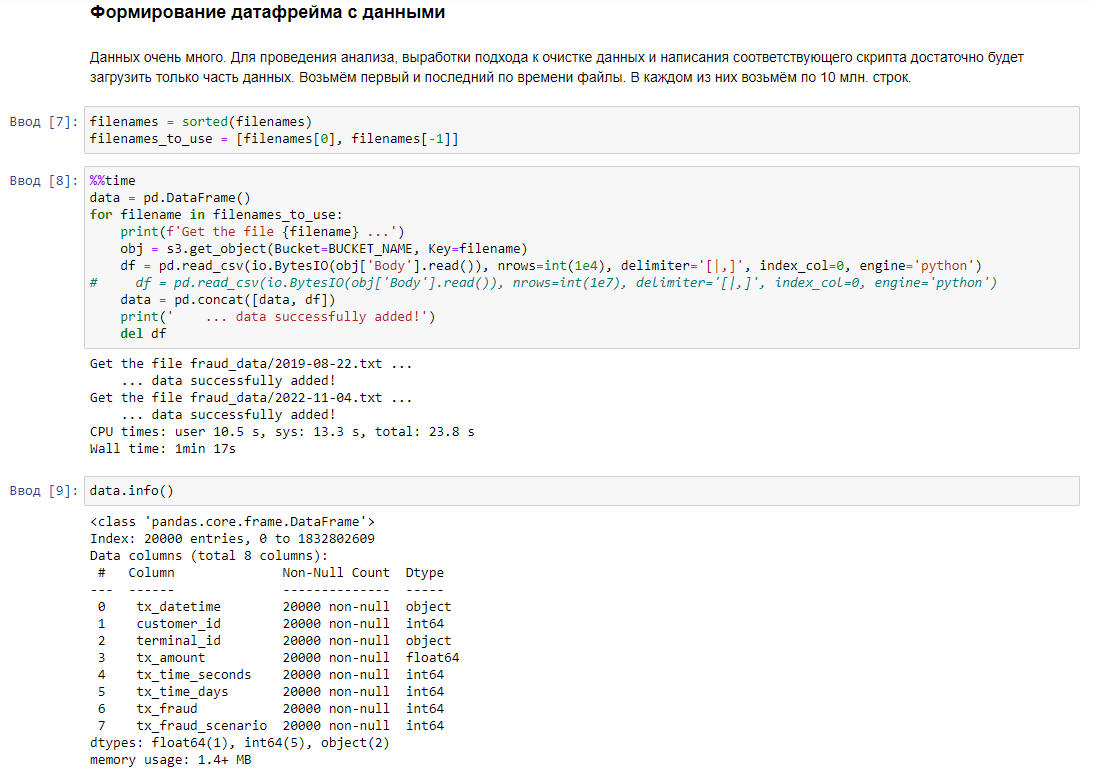 Формирование датафрейма с данными
Данных очень много. Для проведения анализа, выработки подхода к очистке данных и написания соответствующего скрипта достаточно будет
загрузить только часть данных. Возьмём первый и последний по времени файлы. В каждом из них возьмём по 10 млн. строк.
Ввод [7]: filenames = sorted(filenames)
filenames_to_use = [filenames[0], filenames[-1]]
Ввод [8]: %%time
data = pd.DataFrame()
for filename in filenames_to_use:
    print(f'Get the file {filename} ...')
    obj = s3.get_object(Bucket=BUCKET_NAME, Key=filename)
    df = pd.read_csv(io.BytesIO(obj['Body'].read()), nrows=int(1e4), delimiter='[|,]', index_col=0, engine='python')
#     df = pd.read_csv(io.BytesIO(obj['Body'].read()), nrows=int(1e7), delimiter='[|,]', index_col=0, engine='python')
    data = pd.concat([data, df])
    print('    ... data successfully added!')
    del df
Get the file fraud_data/2019-08-22.txt ...
    ... data successfully added!
Get the file fraud_data/2022-11-04.txt ...
    ... data successfully added!
CPU times: user 10.5 s, sys: 13.3 s, total: 23.8 s
Wall time: 1min 17s
Ввод [9]: data.info()
<class 'pandas.core.frame.DataFrame'>
Index: 20000 entries, 0 to 1832802609
Data columns (total 8 columns):
 #   Column             Non-Null Count  Dtype
---  ------             --------------  -----
 0   tx_datetime        20000 non-null  object
 1   customer_id        20000 non-null  int64
 2   terminal_id        20000 non-null  object
 3   tx_amount          20000 non-null  float64
 4   tx_time_seconds    20000 non-null  int64
 5   tx_time_days       20000 non-null  int64
 6   tx_fraud           20000 non-null  int64
 7   tx_fraud_scenario  20000 non-null  int64
dtypes: float64(1), int64(5), object(2)
memory usage: 1.4+ MB